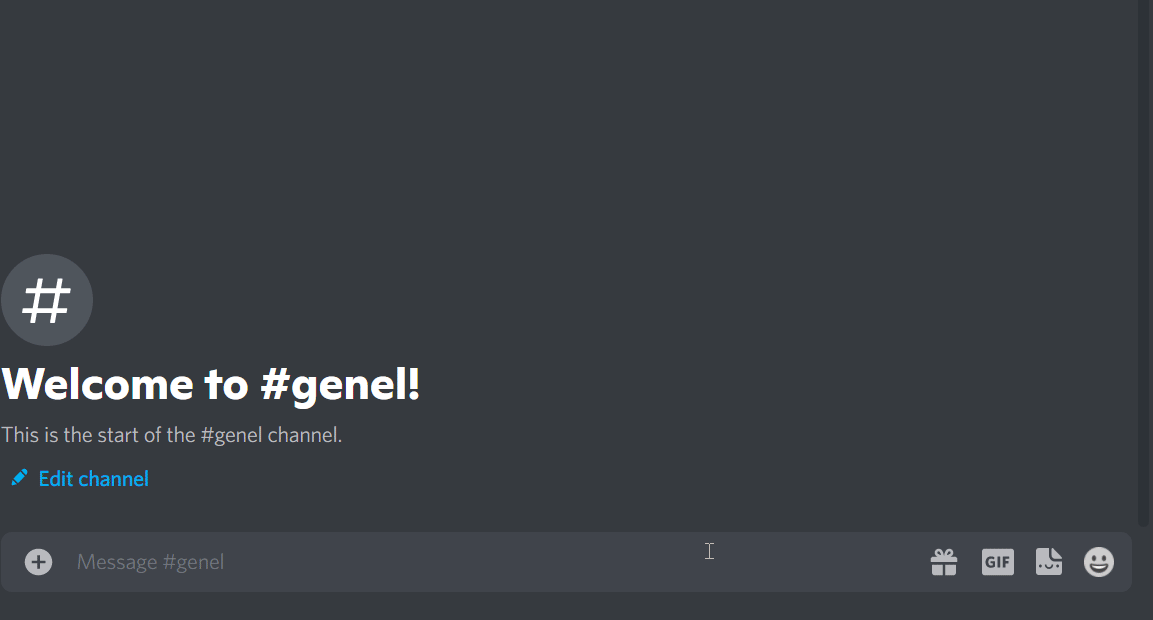 #
Welcome to #genel!
This is the start of the #genel channel.
Edit channel
Message #genel
GIF